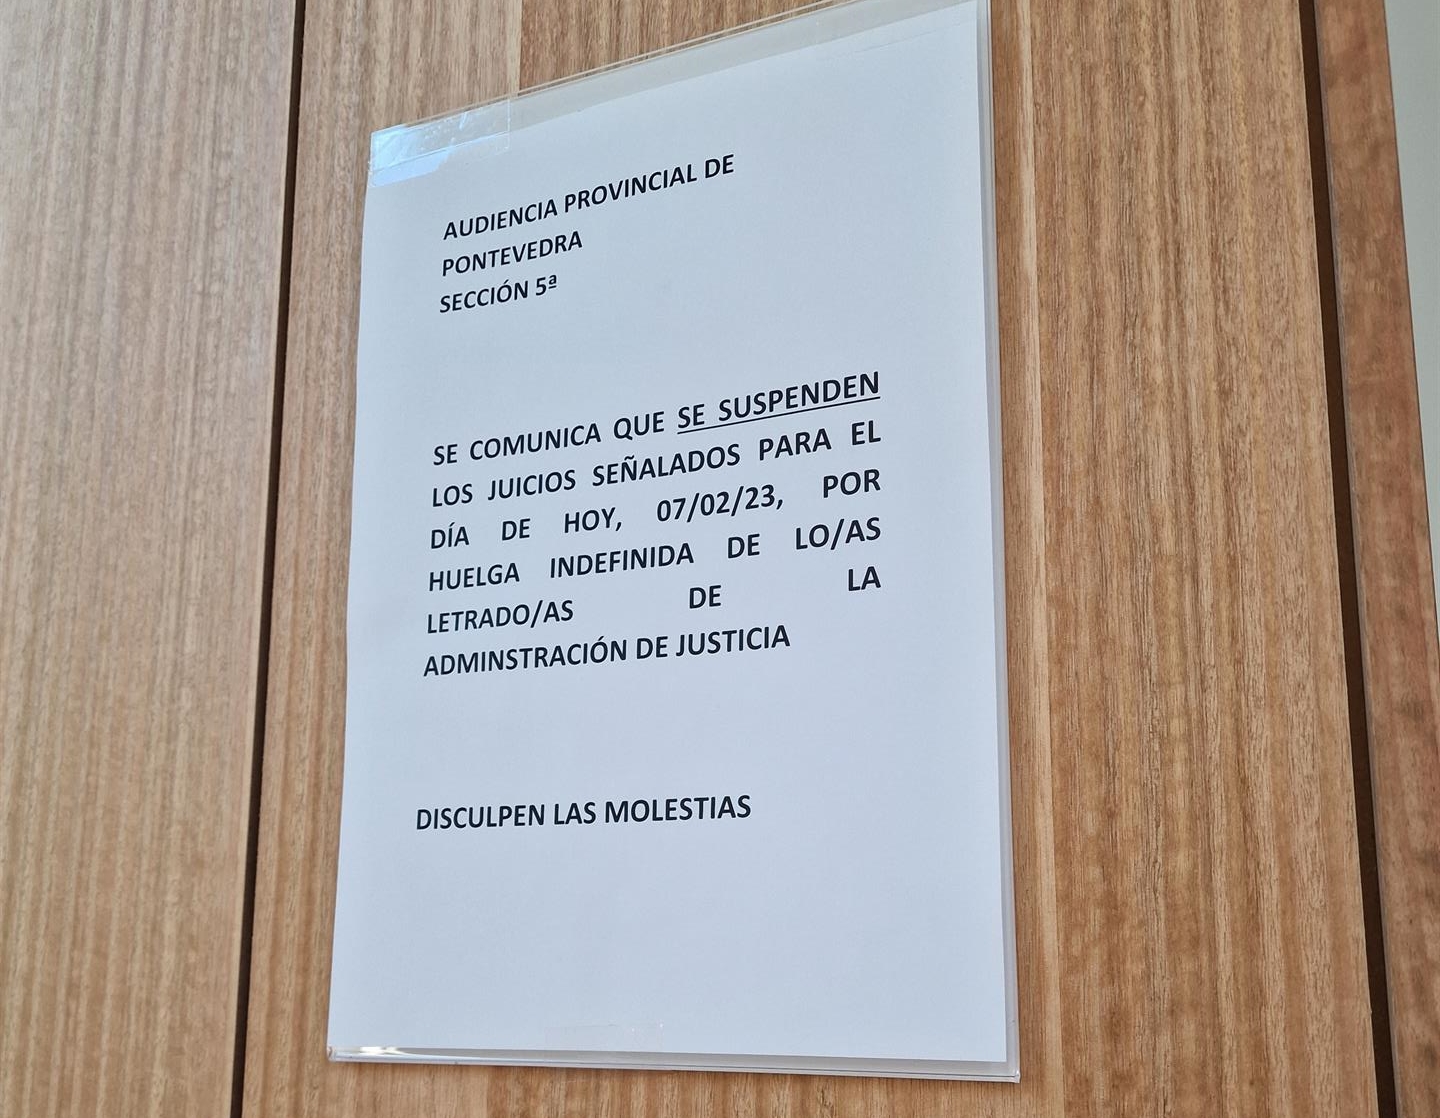 AUDIENCIA PROVINCIAL DE
PONTEVEDRA
SECCIÓN 5ª
SE COMUNICA QUE SE SUSPENDEN
LOS JUICIOS SEÑALADOS PARA EL
DÍA DE HOY, 07/02/23, POR
HUELGA INDEFINIDA DE LO/AS
LETRADO/AS DE LA
ADMINSTRACIÓN DE JUSTICIA
DISCULPEN LAS MOLESTIAS